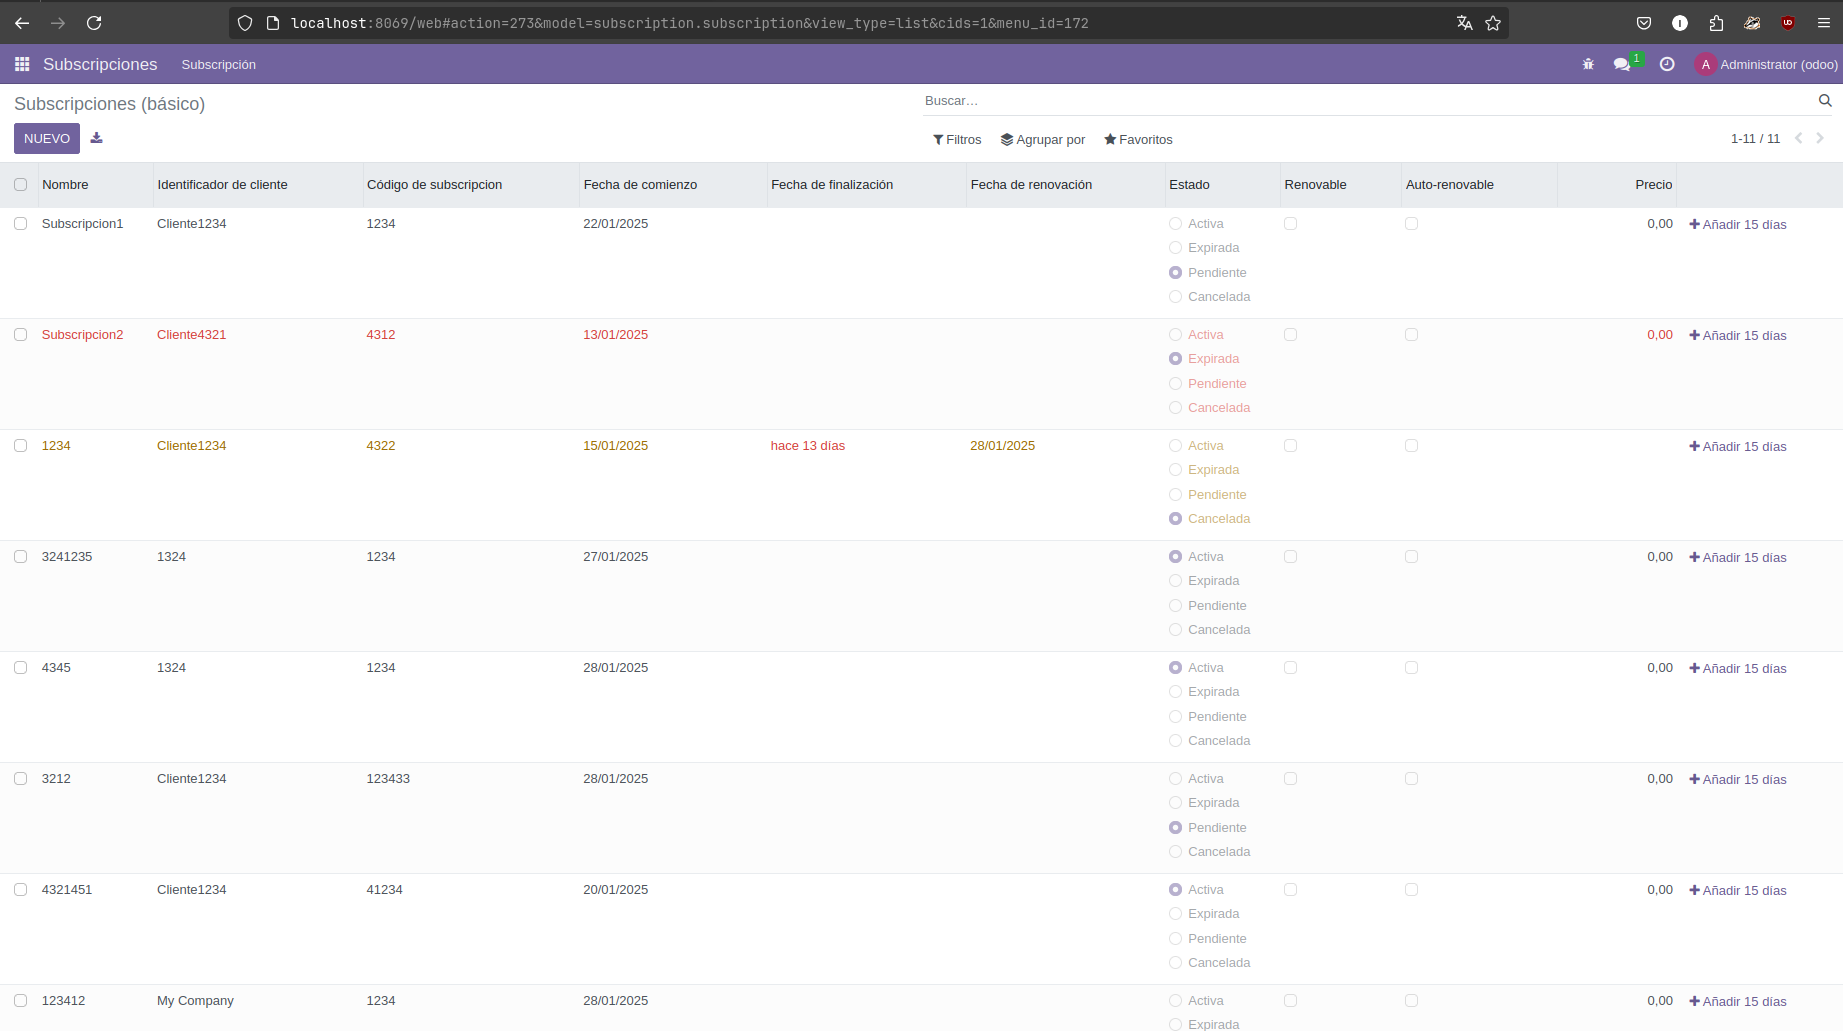 localhost:8069/web#action=273&model=subscription.subscription&view_type=list&cids=1&menu_id=172
Subscripciones Subscripción 1 A Administrator (odoo)
Subscripciones (básico) Buscar...
NUEVO Filtros Agrupar por Favoritos 1-11 / 11
Nombre Identificador de cliente Código de subscripcion Fecha de comienzo Fecha de finalización Fecha de renovación Estado Renovable Auto-renovable Precio
Subscripcion1 Cliente1234 1234 22/01/2025 Activa 0,00 Añadir 15 días
Expirada
Pendiente
Cancelada
Subscripcion2 Cliente4321 4312 13/01/2025 Activa 0,00 Añadir 15 días
Expirada
Pendiente
Cancelada
1234 Cliente1234 4322 15/01/2025 hace 13 días 28/01/2025 Activa Añadir 15 días
Expirada
Pendiente
Cancelada
3241235 1324 1234 27/01/2025 Activa 0,00 Añadir 15 días
Expirada
Pendiente
Cancelada
4345 1324 1234 28/01/2025 Activa 0,00 Añadir 15 días
Expirada
Pendiente
Cancelada
3212 Cliente1234 123433 28/01/2025 Activa 0,00 Añadir 15 días
Expirada
Pendiente
Cancelada
4321451 Cliente1234 41234 20/01/2025 Activa 0,00 Añadir 15 días
Expirada
Pendiente
Cancelada
123412 My Company 1234 28/01/2025 Activa 0,00 Añadir 15 días
Expirada